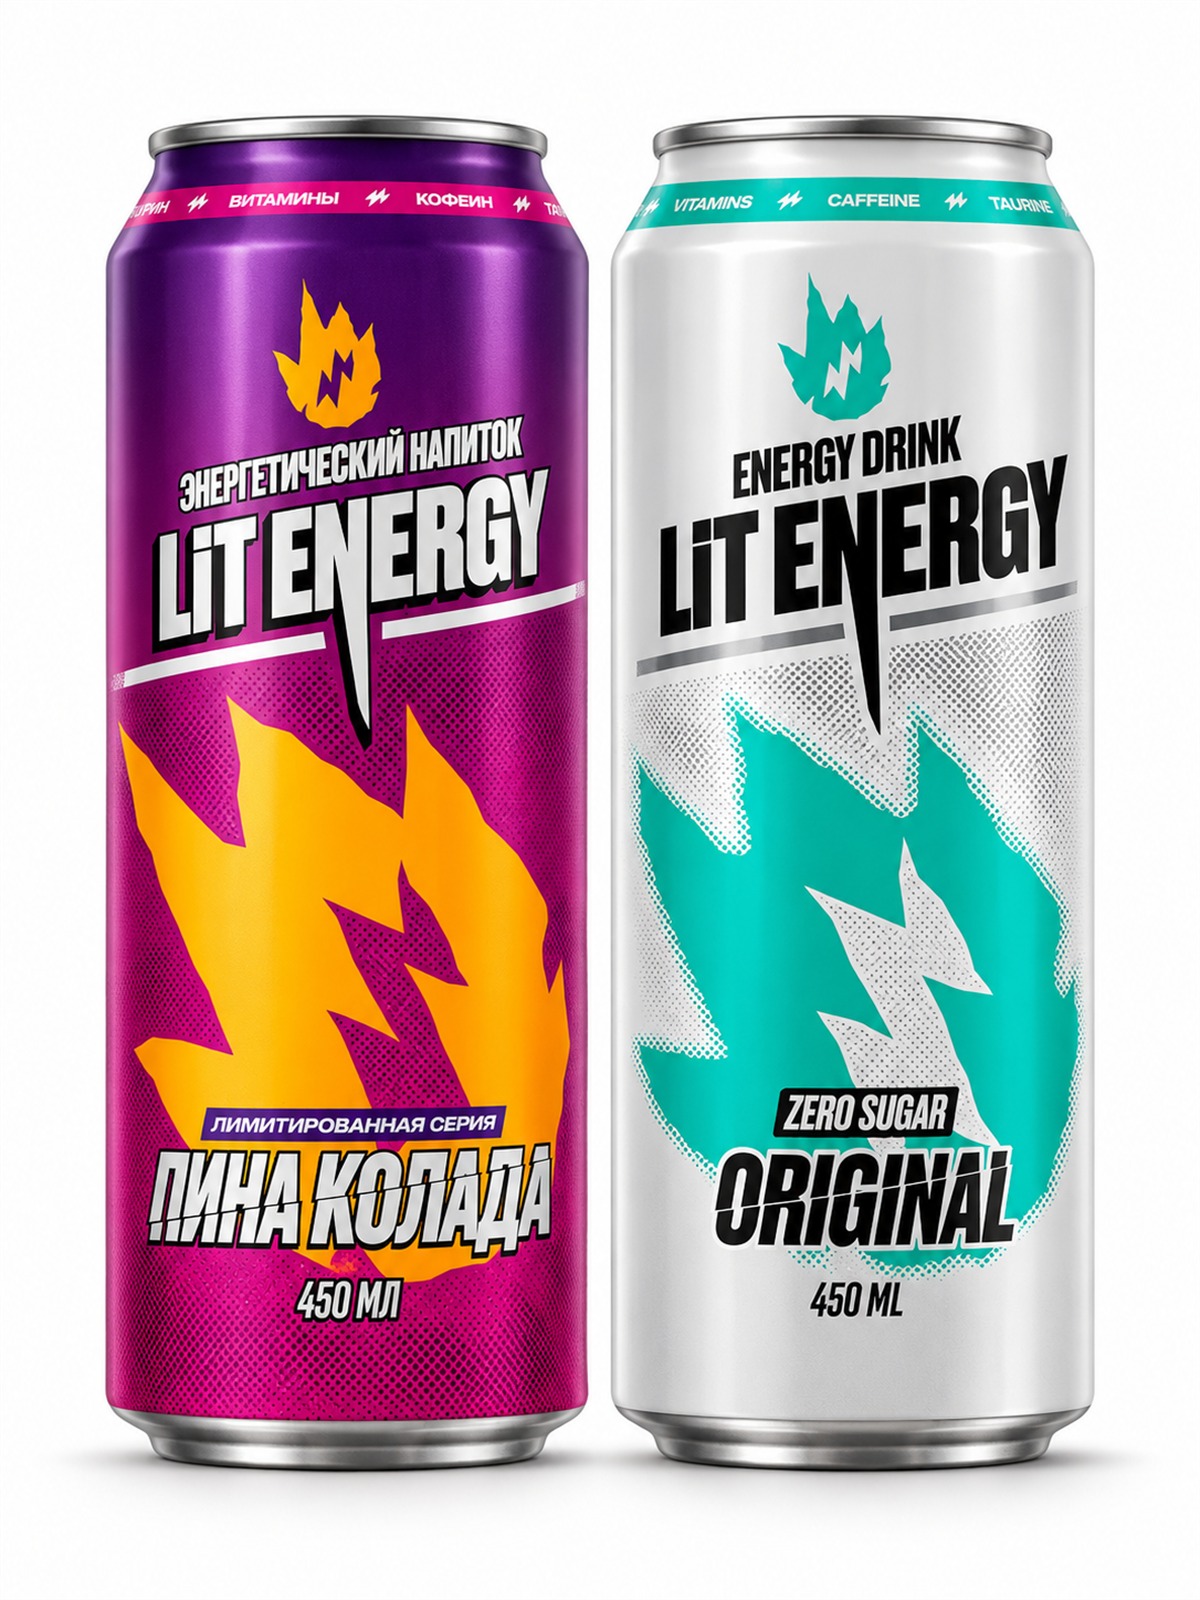 ВИТАМИНЫ КОФЕИН
ЭНЕРГЕТИЧЕСКИЙ НАПИТОК
LiT ENERGY
ЛИМИТИРОВАННАЯ СЕРИЯ
ПИНА КОЛАДА
450 МЛ
VITAMINS CAFFEINE TAURINE
ENERGY DRINK
LiT ENERGY
ZERO SUGAR
ORIGINAL
450 ML